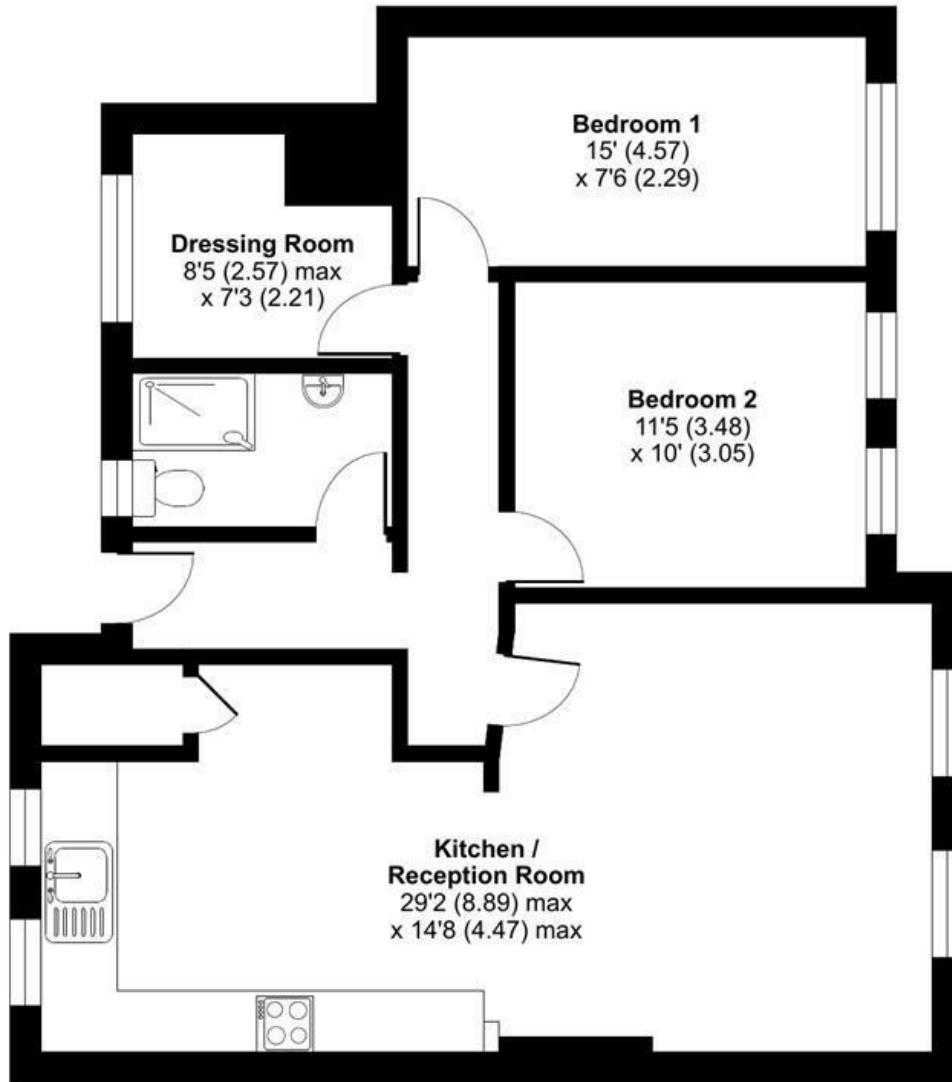 Bedroom 1
15' (4.57)
x 7'6 (2.29)
Dressing Room
8'5 (2.57) max
x 7'3 (2.21)
Bedroom 2
11'5 (3.48)
x 10' (3.05)
Kitchen /
Reception Room
29'2 (8.89) max
x 14'8 (4.47) max